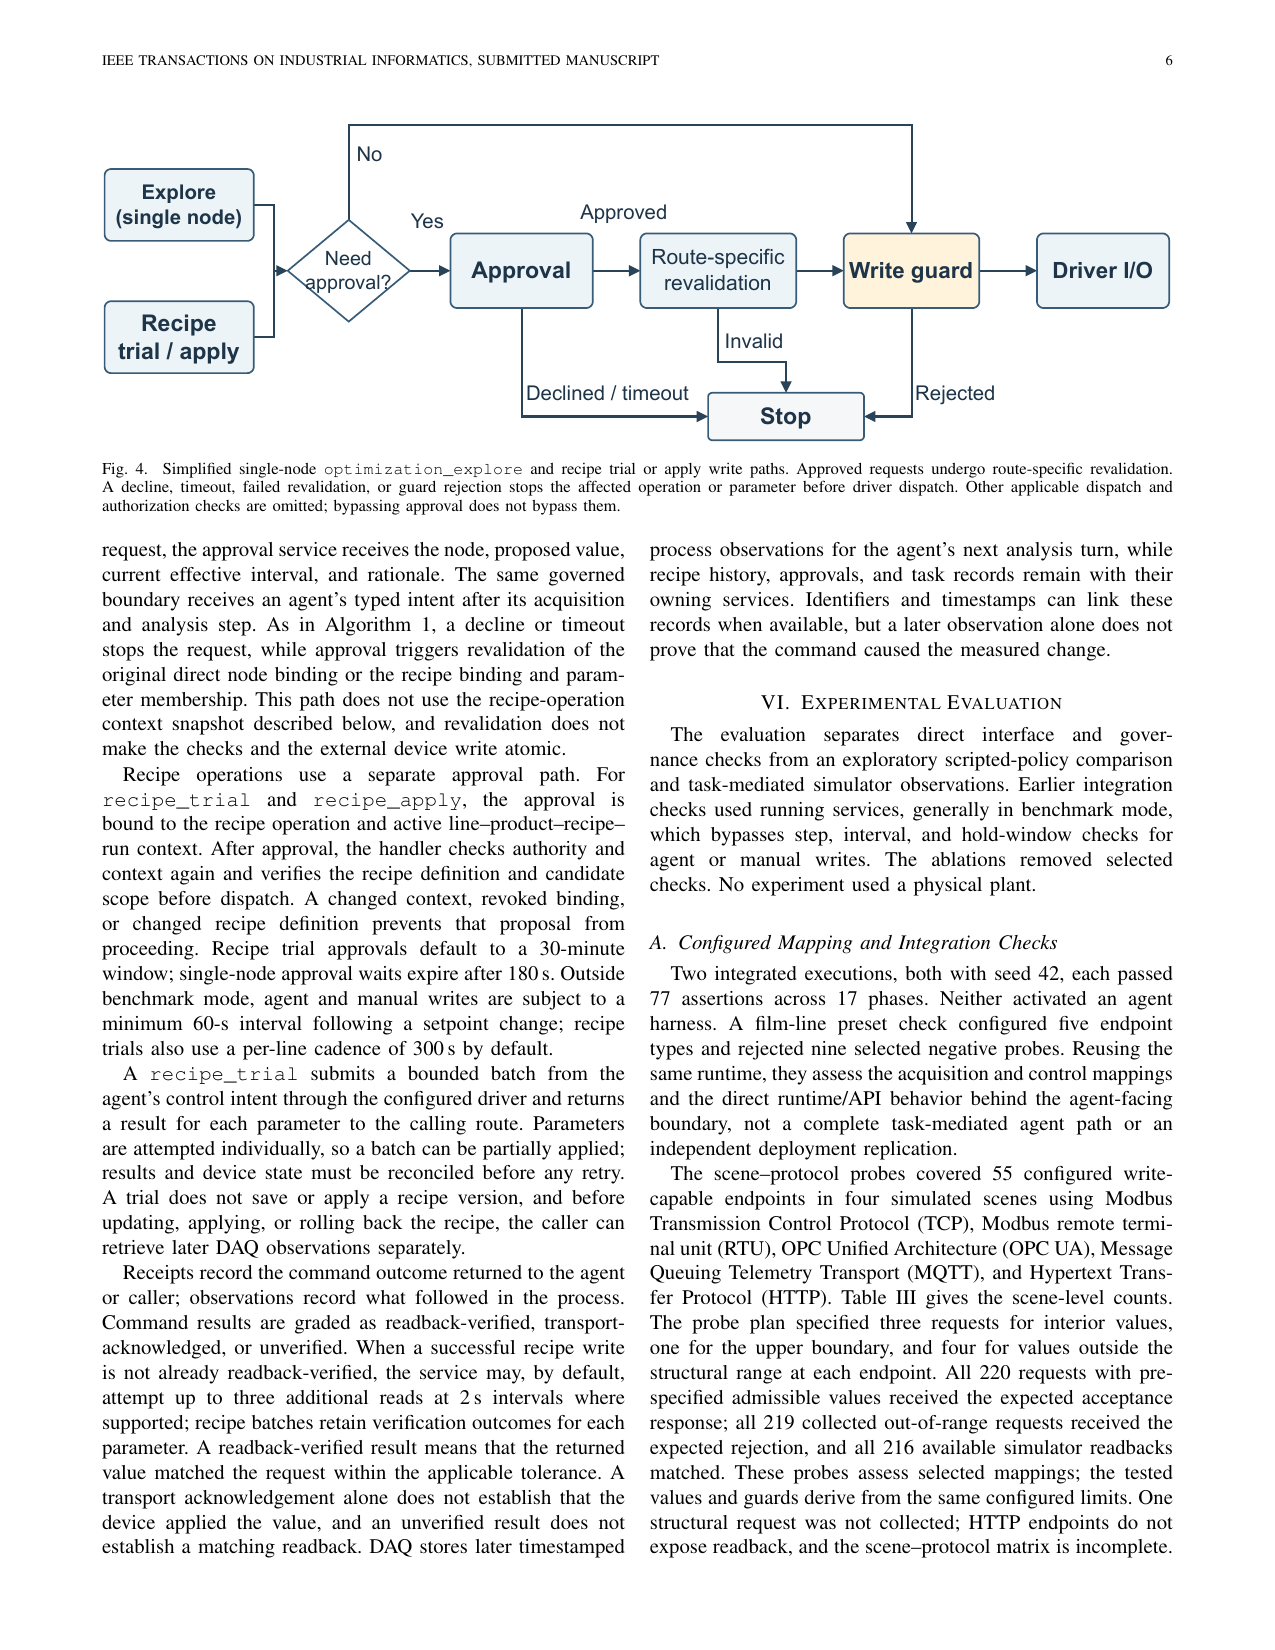 IEEE TRANSACTIONS ON INDUSTRIAL INFORMATICS, SUBMITTED MANUSCRIPT 6
No
Explore
(single node)
Recipe
trial / apply
Need
approval?
Yes
Approval
Approved
Route-specific
revalidation
Write guard
Driver I/O
Invalid
Declined / timeout
Rejected
Stop
Fig. 4. Simplified single-node optimization_explore and recipe trial or apply write paths. Approved requests undergo route-specific revalidation.
A decline, timeout, failed revalidation, or guard rejection stops the affected operation or parameter before driver dispatch. Other applicable dispatch and
authorization checks are omitted; bypassing approval does not bypass them.
request, the approval service receives the node, proposed value,
current effective interval, and rationale. The same governed
boundary receives an agent's typed intent after its acquisition
and analysis step. As in Algorithm 1, a decline or timeout
stops the request, while approval triggers revalidation of the
original direct node binding or the recipe binding and param-
eter membership. This path does not use the recipe-operation
context snapshot described below, and revalidation does not
make the checks and the external device write atomic.
Recipe operations use a separate approval path. For
recipe_trial and recipe_apply, the approval is
bound to the recipe operation and active line–product–recipe–
run context. After approval, the handler checks authority and
context again and verifies the recipe definition and candidate
scope before dispatch. A changed context, revoked binding,
or changed recipe definition prevents that proposal from
proceeding. Recipe trial approvals default to a 30-minute
window; single-node approval waits expire after 180 s. Outside
benchmark mode, agent and manual writes are subject to a
minimum 60-s interval following a setpoint change; recipe
trials also use a per-line cadence of 300 s by default.
A recipe_trial submits a bounded batch from the
agent's control intent through the configured driver and returns
a result for each parameter to the calling route. Parameters
are attempted individually, so a batch can be partially applied;
results and device state must be reconciled before any retry.
A trial does not save or apply a recipe version, and before
updating, applying, or rolling back the recipe, the caller can
retrieve later DAQ observations separately.
Receipts record the command outcome returned to the agent
or caller; observations record what followed in the process.
Command results are graded as readback-verified, transport-
acknowledged, or unverified. When a successful recipe write
is not already readback-verified, the service may, by default,
attempt up to three additional reads at 2 s intervals where
supported; recipe batches retain verification outcomes for each
parameter. A readback-verified result means that the returned
value matched the request within the applicable tolerance. A
transport acknowledgement alone does not establish that the
device applied the value, and an unverified result does not
establish a matching readback. DAQ stores later timestamped
process observations for the agent's next analysis turn, while
recipe history, approvals, and task records remain with their
owning services. Identifiers and timestamps can link these
records when available, but a later observation alone does not
prove that the command caused the measured change.
VI. EXPERIMENTAL EVALUATION
The evaluation separates direct interface and gover-
nance checks from an exploratory scripted-policy comparison
and task-mediated simulator observations. Earlier integration
checks used running services, generally in benchmark mode,
which bypasses step, interval, and hold-window checks for
agent or manual writes. The ablations removed selected
checks. No experiment used a physical plant.
A. Configured Mapping and Integration Checks
Two integrated executions, both with seed 42, each passed
77 assertions across 17 phases. Neither activated an agent
harness. A film-line preset check configured five endpoint
types and rejected nine selected negative probes. Reusing the
same runtime, they assess the acquisition and control mappings
and the direct runtime/API behavior behind the agent-facing
boundary, not a complete task-mediated agent path or an
independent deployment replication.
The scene–protocol probes covered 55 configured write-
capable endpoints in four simulated scenes using Modbus
Transmission Control Protocol (TCP), Modbus remote termi-
nal unit (RTU), OPC Unified Architecture (OPC UA), Message
Queuing Telemetry Transport (MQTT), and Hypertext Trans-
fer Protocol (HTTP). Table III gives the scene-level counts.
The probe plan specified three requests for interior values,
one for the upper boundary, and four for values outside the
structural range at each endpoint. All 220 requests with pre-
specified admissible values received the expected acceptance
response; all 219 collected out-of-range requests received the
expected rejection, and all 216 available simulator readbacks
matched. These probes assess selected mappings; the tested
values and guards derive from the same configured limits. One
structural request was not collected; HTTP endpoints do not
expose readback, and the scene–protocol matrix is incomplete.